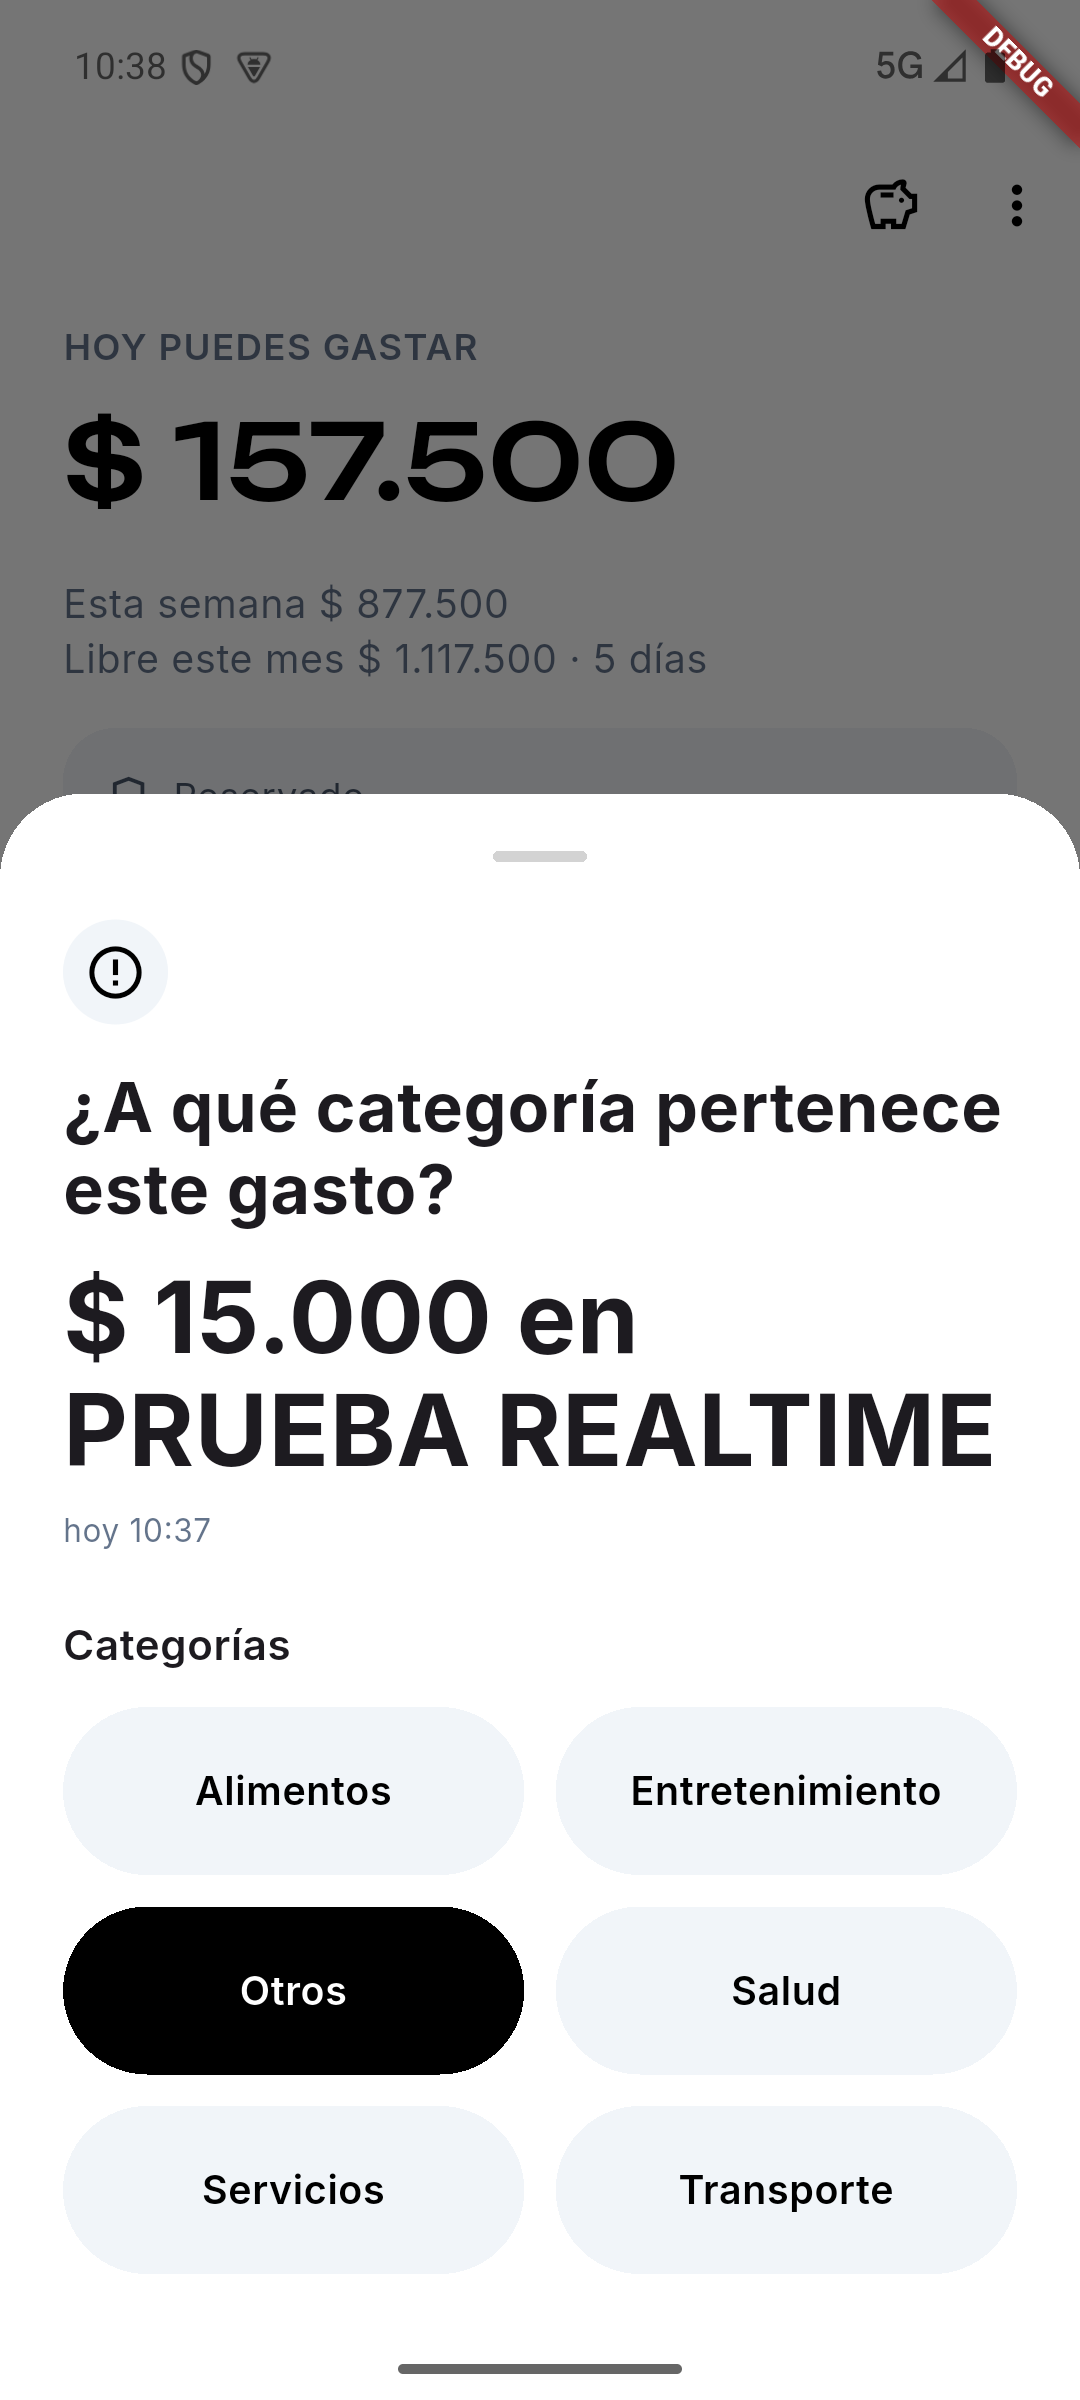 10:38
5G
DEBUG
HOY PUEDES GASTAR
$ 157.500
Esta semana $ 877.500
Libre este mes $ 1.117.500 · 5 días
Reservado
¿A qué categoría pertenece
este gasto?
$ 15.000 en
PRUEBA REALTIME
hoy 10:37
Categorías
Alimentos
Entretenimiento
Otros
Salud
Servicios
Transporte